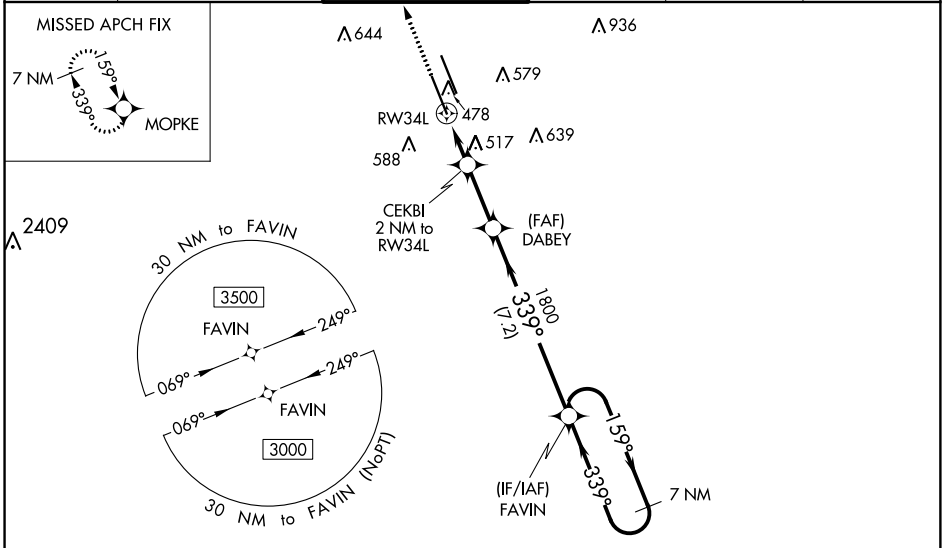 MISSED APCH FIX
7 NM
159°
339°
MOPKE
644
936
579
RW34L
478
588
517
639
CEKBI
2 NM to
RW34L
(FAF)
DABEY
2409
30 NM to FAVIN
3500
FAVIN
249°
069°
1800
339°
(7.2)
249°
069°
FAVIN
3000
30 NM to FAVIN (NoPT)
159°
339°
7 NM
(IF/IAF)
FAVIN